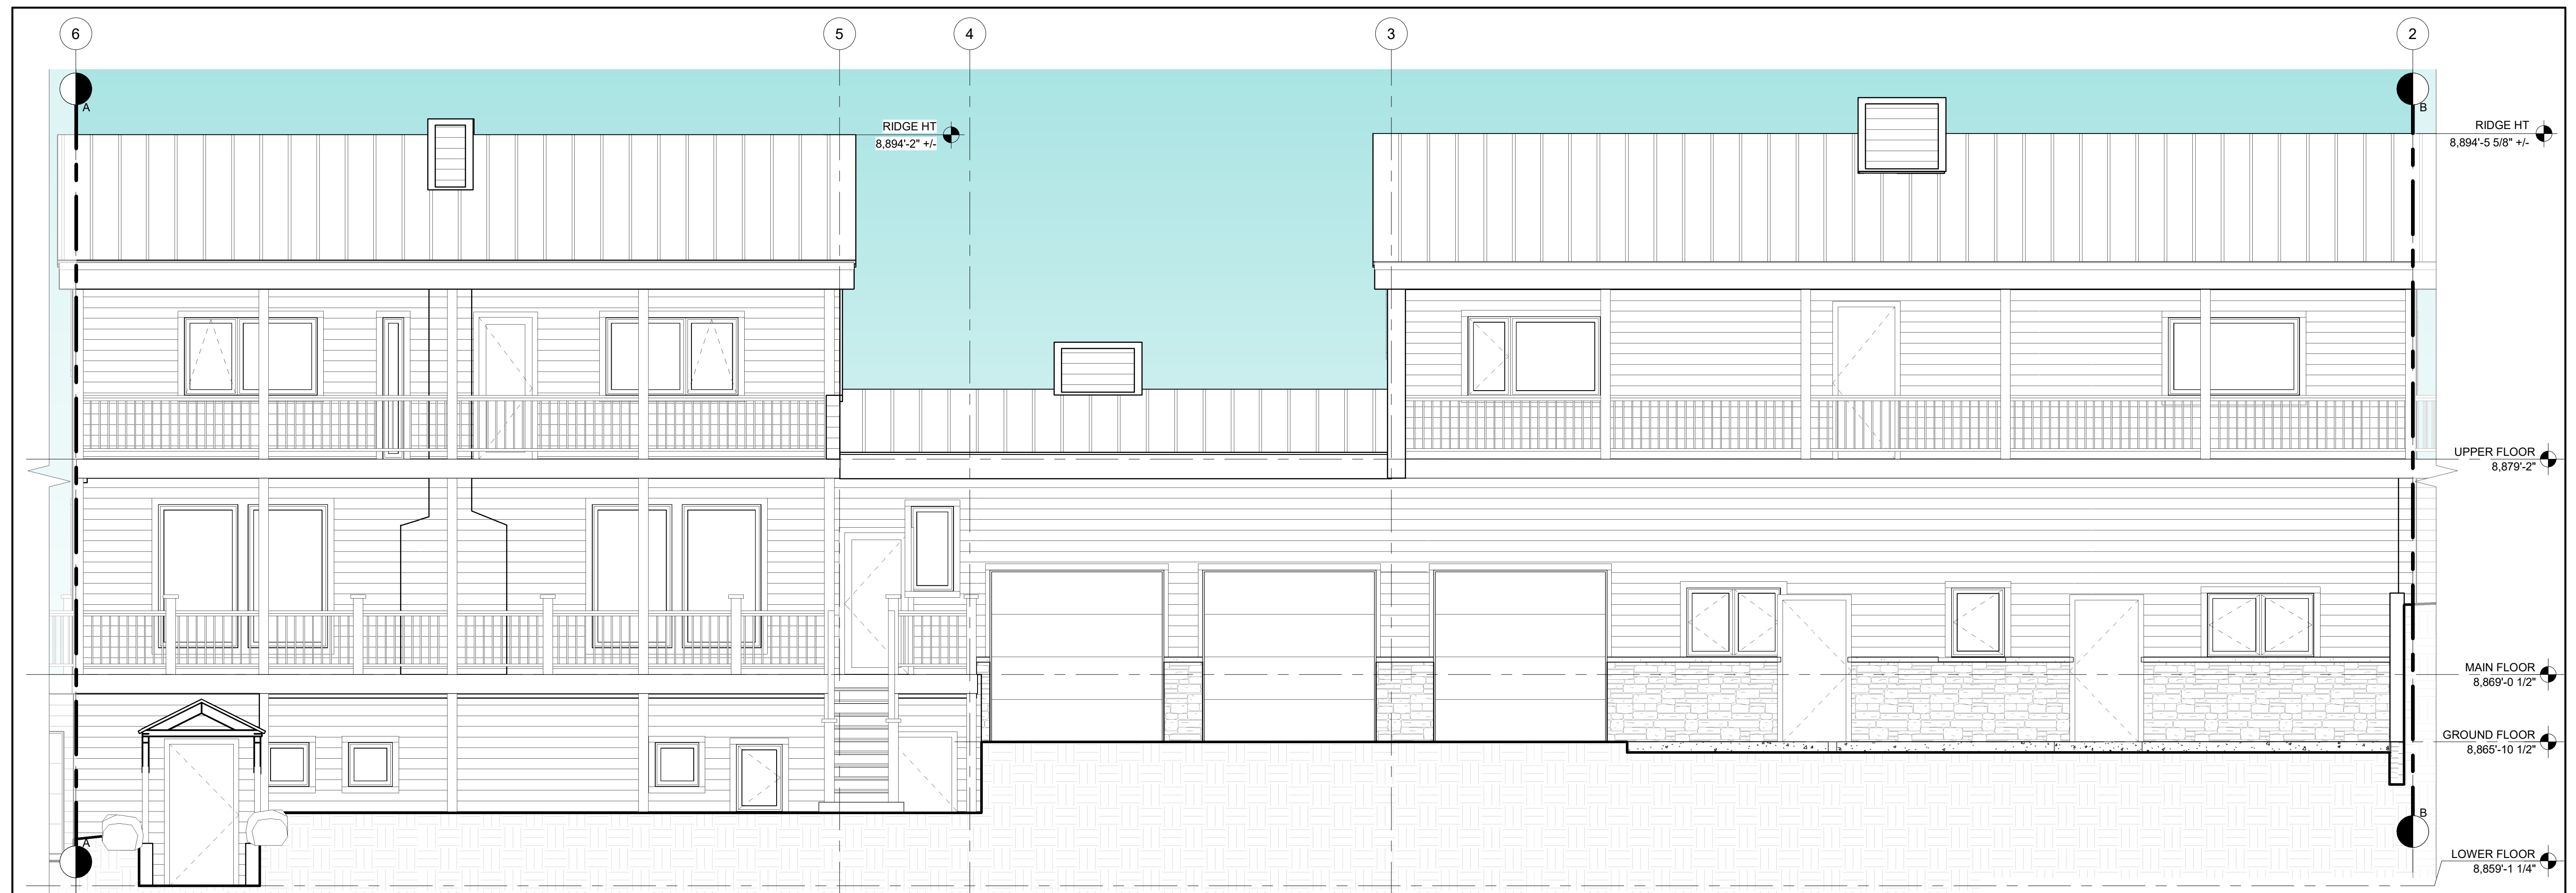 6
5
4
3
2
A
B
RIDGE HT
8,894'-2" +/-
RIDGE HT
8,894'-5 5/8" +/-
UPPER FLOOR
8,879'-2"
MAIN FLOOR
8,869'-0 1/2"
GROUND FLOOR
8,865'-10 1/2"
B
A
LOWER FLOOR
8,859'-1 1/4"